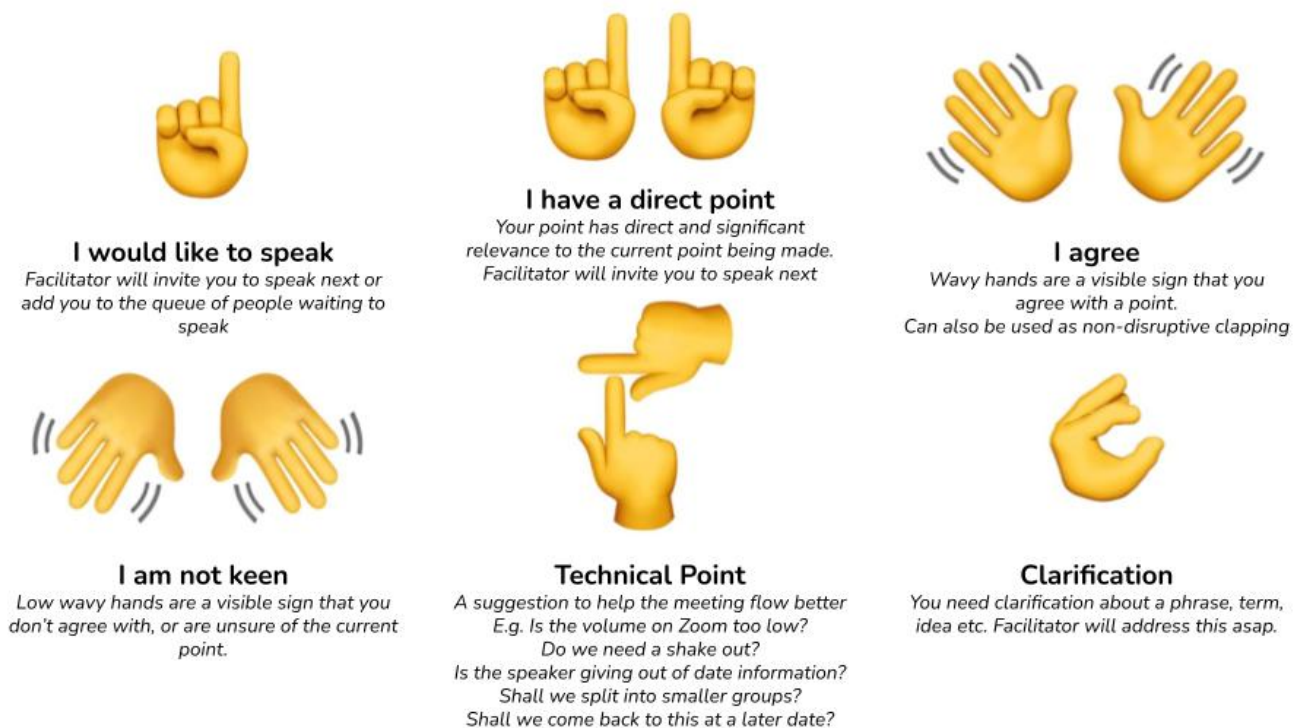 I would like to speak
Facilitator will invite you to speak next or
add you to the queue of people waiting to
speak
I have a direct point
Your point has direct and significant
relevance to the current point being made.
Facilitator will invite you to speak next
I agree
Wavy hands are a visible sign that you
agree with a point.
Can also be used as non-disruptive clapping
I am not keen
Low wavy hands are a visible sign that you
don't agree with, or are unsure of the current
point.
Technical Point
A suggestion to help the meeting flow better
E.g. Is the volume on Zoom too low?
Do we need a shake out?
Is the speaker giving out of date information?
Shall we split into smaller groups?
Shall we come back to this at a later date?
Clarification
You need clarification about a phrase, term,
idea etc. Facilitator will address this asap.